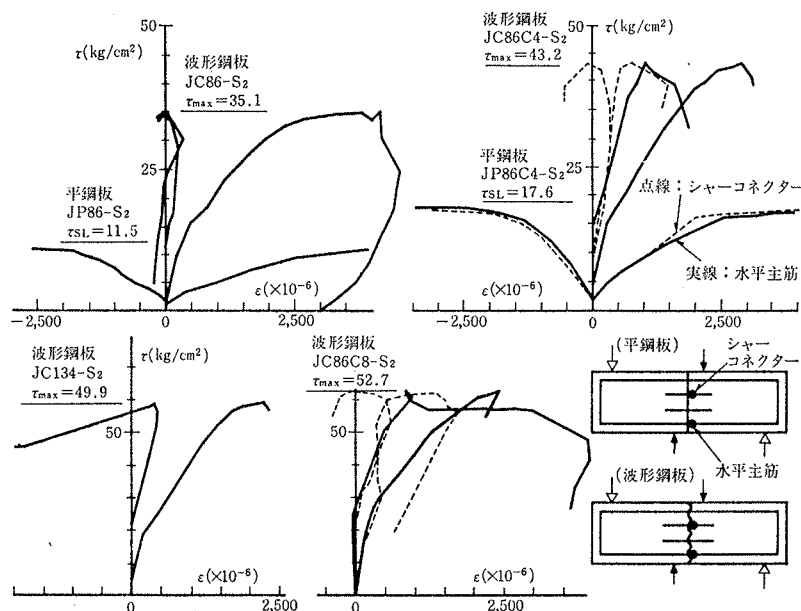 50
τ(kg/cm²)
波形鋼板
JC86-S₂
τmax=35.1
25
平鋼板
JP86-S₂
τSL=11.5
ε(×10⁻⁶)
-2,500
0
2,500
波形鋼板
JC86C4-S₂
τmax=43.2
50
τ(kg/cm²)
25
平鋼板
JP86C4-S₂
τSL=17.6
点線：シャーコネクター
実線：水平主筋
ε(×10⁻⁶)
-2,500
0
2,500
波形鋼板
JC134-S₂
τmax=49.9
τ(kg/cm²)
50
ε(×10⁻⁶)
0
2,500
波形鋼板
JC86C8-S₂
τmax=52.7
50
ε(×10⁻⁶)
0
(平鋼板)
シャー
コネクター
水平主筋
(波形鋼板)